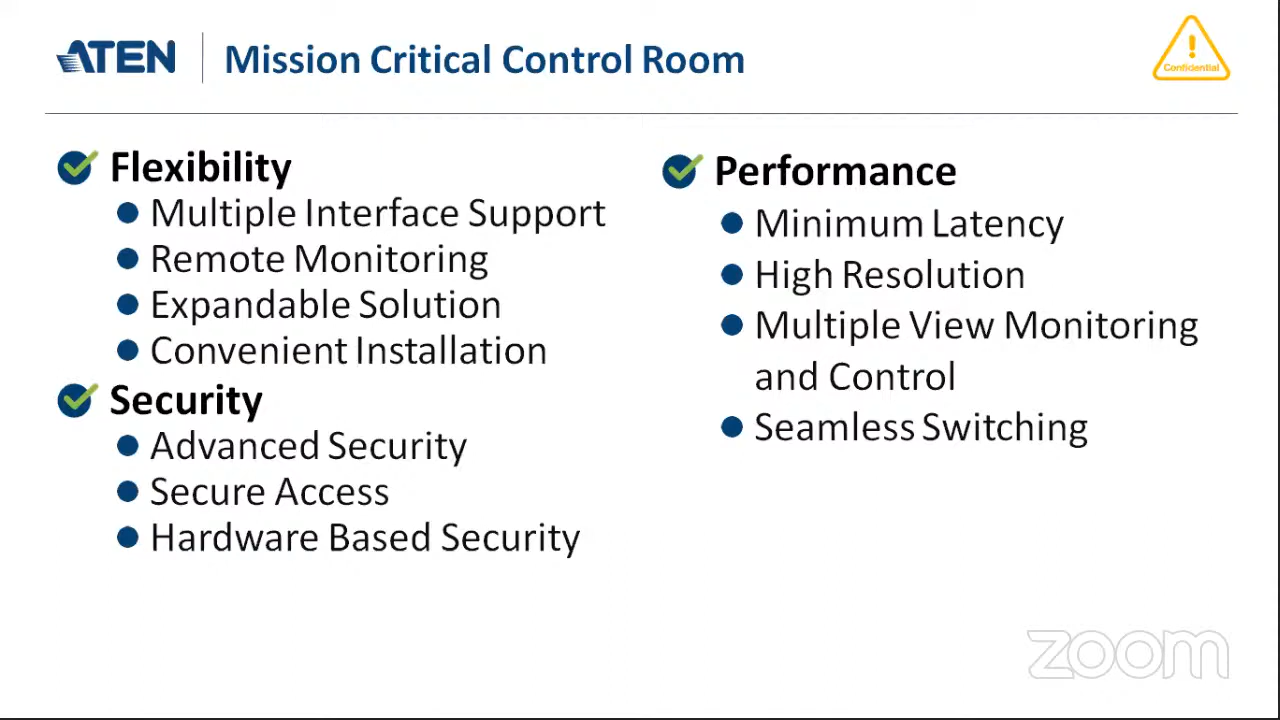 ATEN
Mission Critical Control Room
Confidential
Flexibility
Multiple Interface Support
Remote Monitoring
Expandable Solution
Convenient Installation
Security
Advanced Security
Secure Access
Hardware Based Security
Performance
Minimum Latency
High Resolution
Multiple View Monitoring
and Control
Seamless Switching
zoom